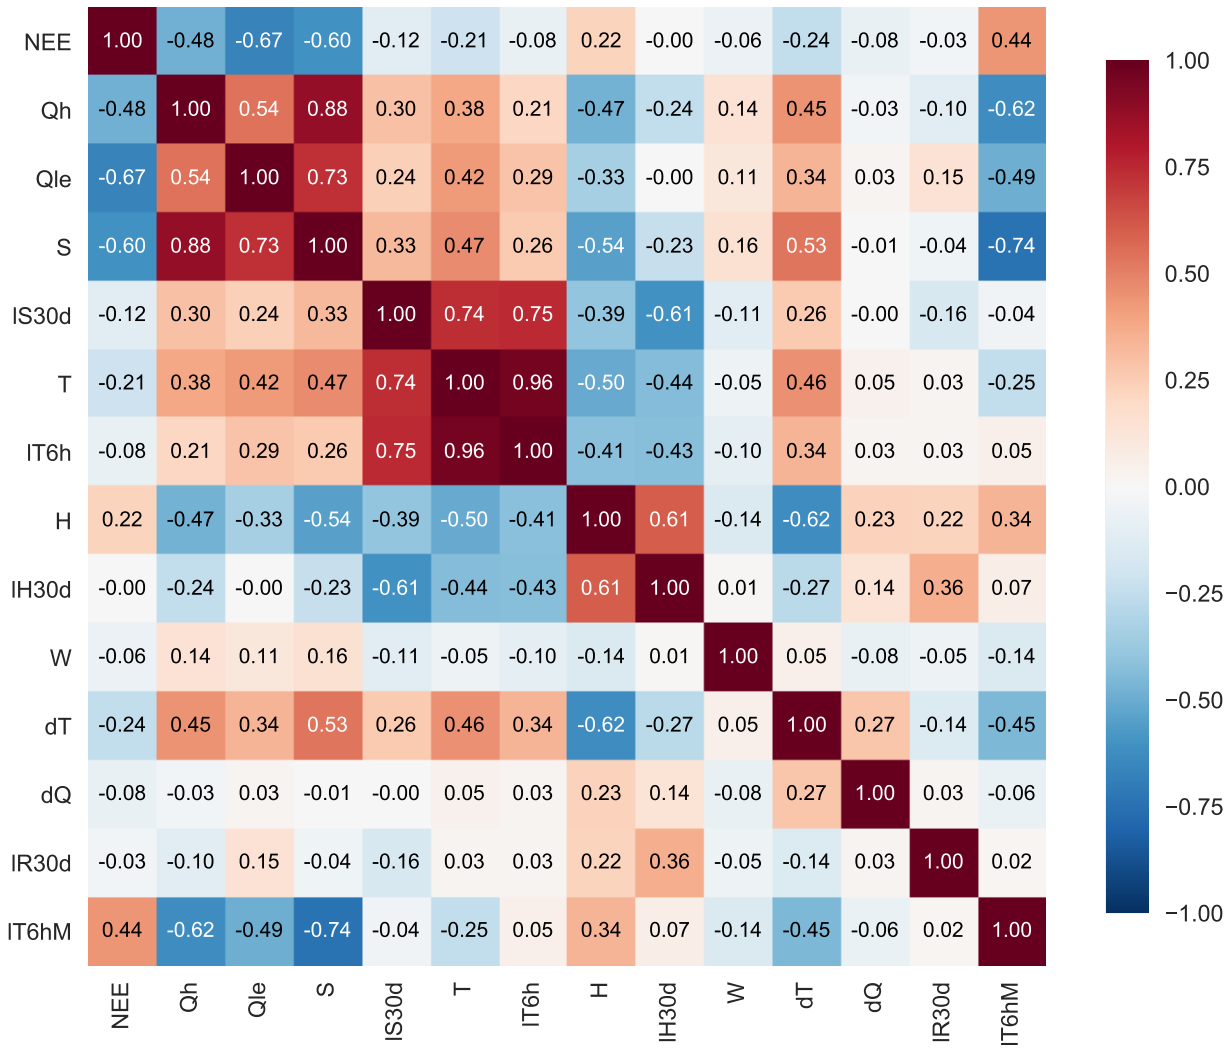 NEE 1.00 -0.48 -0.67 -0.60 -0.12 -0.21 -0.08 0.22 -0.00 -0.06 -0.24 -0.08 -0.03 0.44
Qh -0.48 1.00 0.54 0.88 0.30 0.38 0.21 -0.47 -0.24 0.14 0.45 -0.03 -0.10 -0.62
Qle -0.67 0.54 1.00 0.73 0.24 0.42 0.29 -0.33 -0.00 0.11 0.34 0.03 0.15 -0.49
S -0.60 0.88 0.73 1.00 0.33 0.47 0.26 -0.54 -0.23 0.16 0.53 -0.01 -0.04 -0.74
IS30d -0.12 0.30 0.24 0.33 1.00 0.74 0.75 -0.39 -0.61 -0.11 0.26 -0.00 -0.16 -0.04
T -0.21 0.38 0.42 0.47 0.74 1.00 0.96 -0.50 -0.44 -0.05 0.46 0.05 0.03 -0.25
IT6h -0.08 0.21 0.29 0.26 0.75 0.96 1.00 -0.41 -0.43 -0.10 0.34 0.03 0.03 0.05
H 0.22 -0.47 -0.33 -0.54 -0.39 -0.50 -0.41 1.00 0.61 -0.14 -0.62 0.23 0.22 0.34
IH30d -0.00 -0.24 -0.00 -0.23 -0.61 -0.44 -0.43 0.61 1.00 0.01 -0.27 0.14 0.36 0.07
W -0.06 0.14 0.11 0.16 -0.11 -0.05 -0.10 -0.14 0.01 1.00 0.05 -0.08 -0.05 -0.14
dT -0.24 0.45 0.34 0.53 0.26 0.46 0.34 -0.62 -0.27 0.05 1.00 0.27 -0.14 -0.45
dQ -0.08 -0.03 0.03 -0.01 -0.00 0.05 0.03 0.23 0.14 -0.08 0.27 1.00 0.03 -0.06
IR30d -0.03 -0.10 0.15 -0.04 -0.16 0.03 0.03 0.22 0.36 -0.05 -0.14 0.03 1.00 0.02
IT6hM 0.44 -0.62 -0.49 -0.74 -0.04 -0.25 0.05 0.34 0.07 -0.14 -0.45 -0.06 0.02 1.00
NEE Qh Qle S IS30d T IT6h H IH30d W dT dQ IR30d IT6hM
1.00
0.75
0.50
0.25
0.00
−0.25
−0.50
−0.75
−1.00